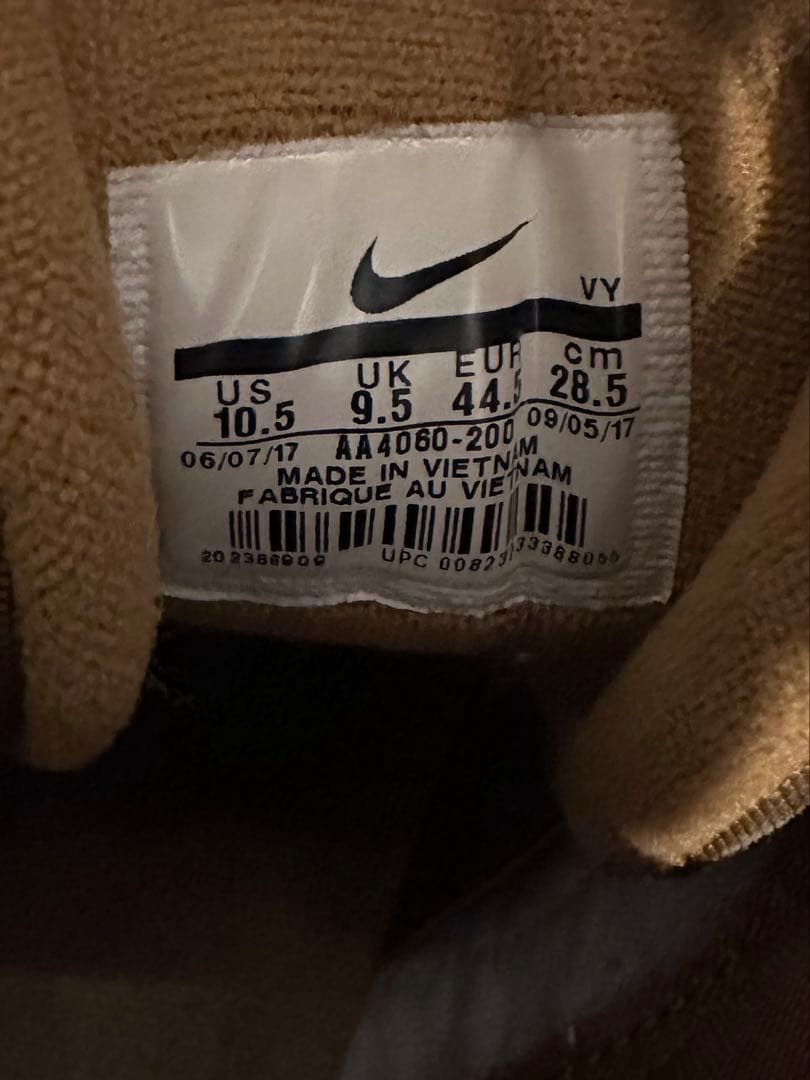 VY
US UK EUR cm
10.5 9.5 44.5 28.5
06/07/17 AA4060-200 09/05/17
MADE IN VIETNAM
FABRIQUE AU VIETNAM
UPC